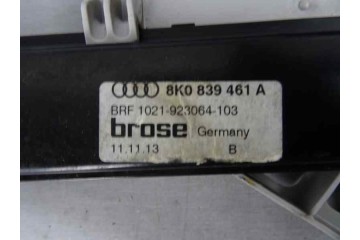 8K0 839 461 A
BRF 1021-923064-103
brose Germany
11.11.13 B